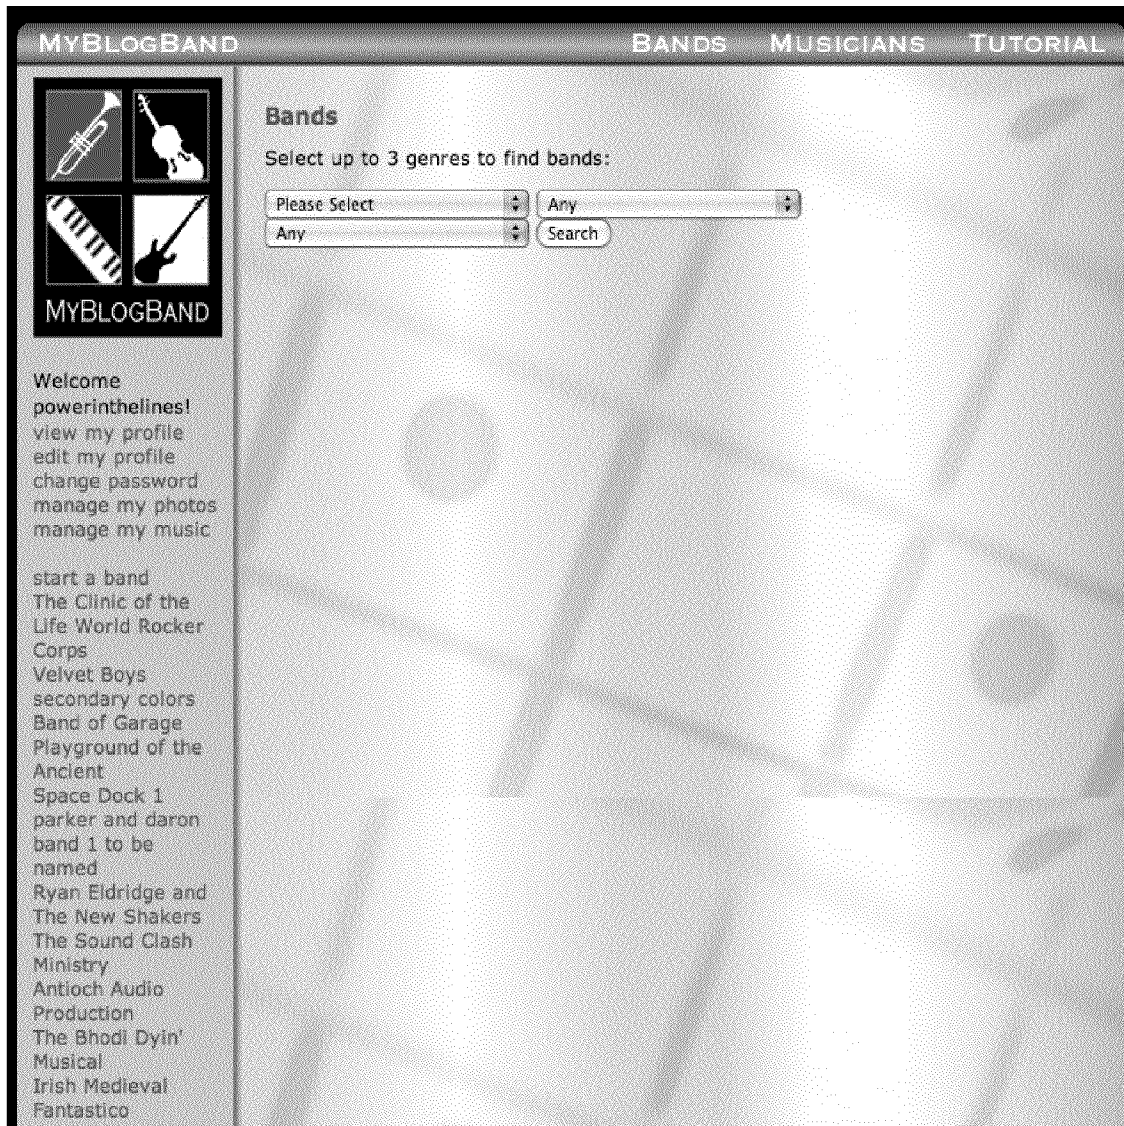 MYBLOGBAND BANDS MUSICIANS TUTORIAL
MYBLOGBAND
Bands
Select up to 3 genres to find bands:
Please Select Any
Any Search
Welcome
powerinthelines!
view my profile
edit my profile
change password
manage my photos
manage my music
start a band
The Clinic of the
Life World Rocker
Corps
Velvet Boys
secondary colors
Band of Garage
Playground of the
Ancient
Space Dock 1
parker and daron
band 1 to be
named
Ryan Eldridge and
The New Shakers
The Sound Clash
Ministry
Antioch Audio
Production
The Bhodi Dyin'
Musical
Irish Medieval
Fantastico